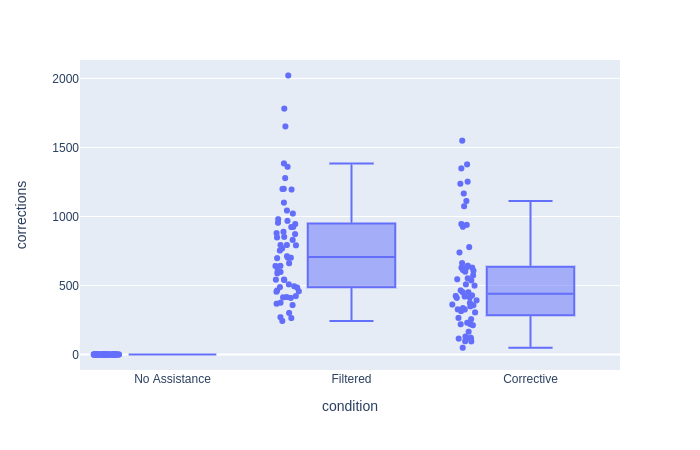 corrections
2000
1500
1000
500
0
No Assistance
Filtered
Corrective
condition